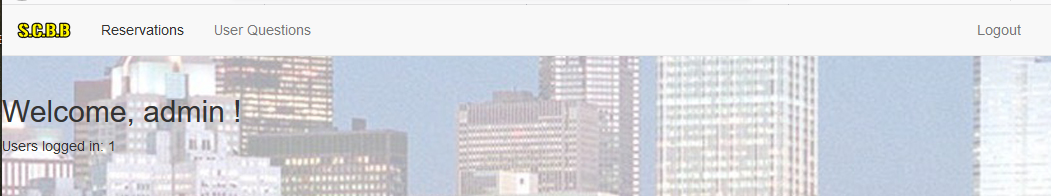 S.C.B.B Reservations User Questions Logout
Welcome, admin !
Users logged in: 1